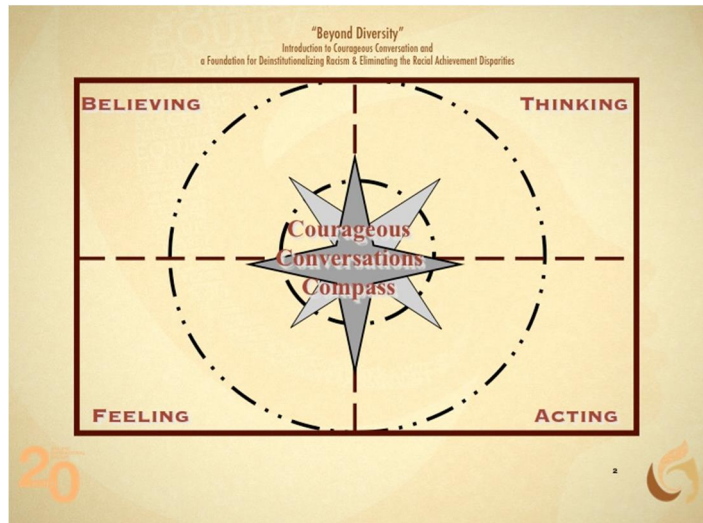 “Beyond Diversity”
Introduction to Courageous Conversation and
a Foundation for Deinstitutionalizing Racism & Eliminating the Racial Achievement Disparities
BELIEVING
THINKING
Courageous
Conversations
Compass
FEELING
ACTING
20
2